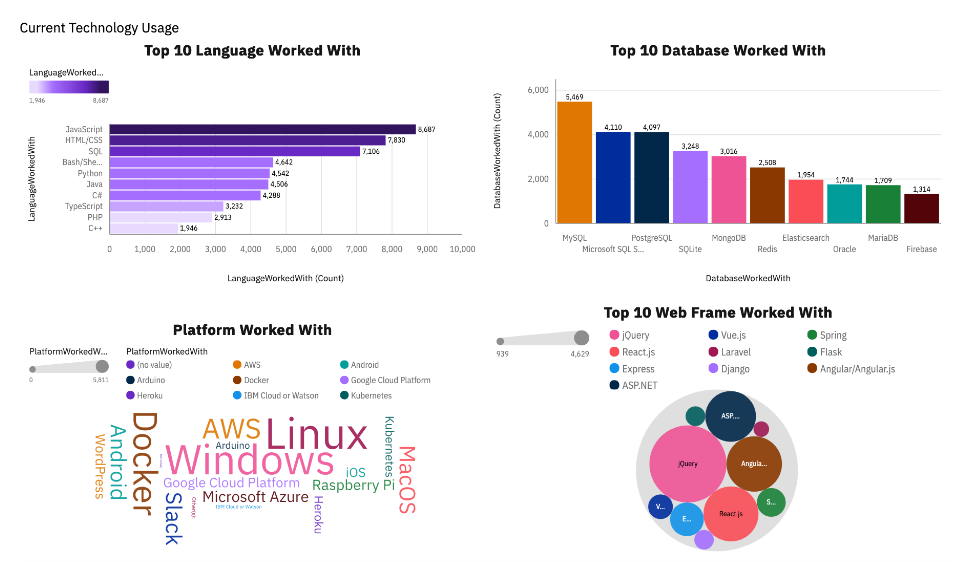 Current Technology Usage
Top 10 Language Worked With
LanguageWorked...
1,946 8,687
LanguageWorkedWith
JavaScript 8,687
HTML/CSS 7,830
SQL 7,106
Bash/She... 4,642
Python 4,542
Java 4,506
C# 4,288
TypeScript 3,232
PHP 2,913
C++ 1,946
0 1,000 2,000 3,000 4,000 5,000 6,000 7,000 8,000 9,000 10,000
LanguageWorkedWith (Count)
Top 10 Database Worked With
DatabaseWorkedWith (Count)
6,000
4,000
2,000
0
5,469 4,110 4,097 3,248 3,016 2,508 1,954 1,744 1,709 1,314
MySQL PostgreSQL MongoDB Elasticsearch MariaDB
Microsoft SQL S... SQLite Redis Oracle Firebase
DatabaseWorkedWith
Platform Worked With
PlatformWorkedW...
0 5,811
PlatformWorkedWith
(no value) AWS Android
Arduino Docker Google Cloud Platform
Heroku IBM Cloud or Watson Kubernetes
WordPress
Android
Docker
AWS
Linux
Arduino
Windows
Google Cloud Platform
iOS
Raspberry Pi
Microsoft Azure
IBM Cloud or Watson
Slack
Heroku
Kubernetes
MacOS
Top 10 Web Frame Worked With
939 4,629
jQuery Vue.js Spring
React.js Laravel Flask
Express Django Angular/Angular.js
ASP.NET
ASP....
jQuery
Angula...
V...
E...
React.js
S...